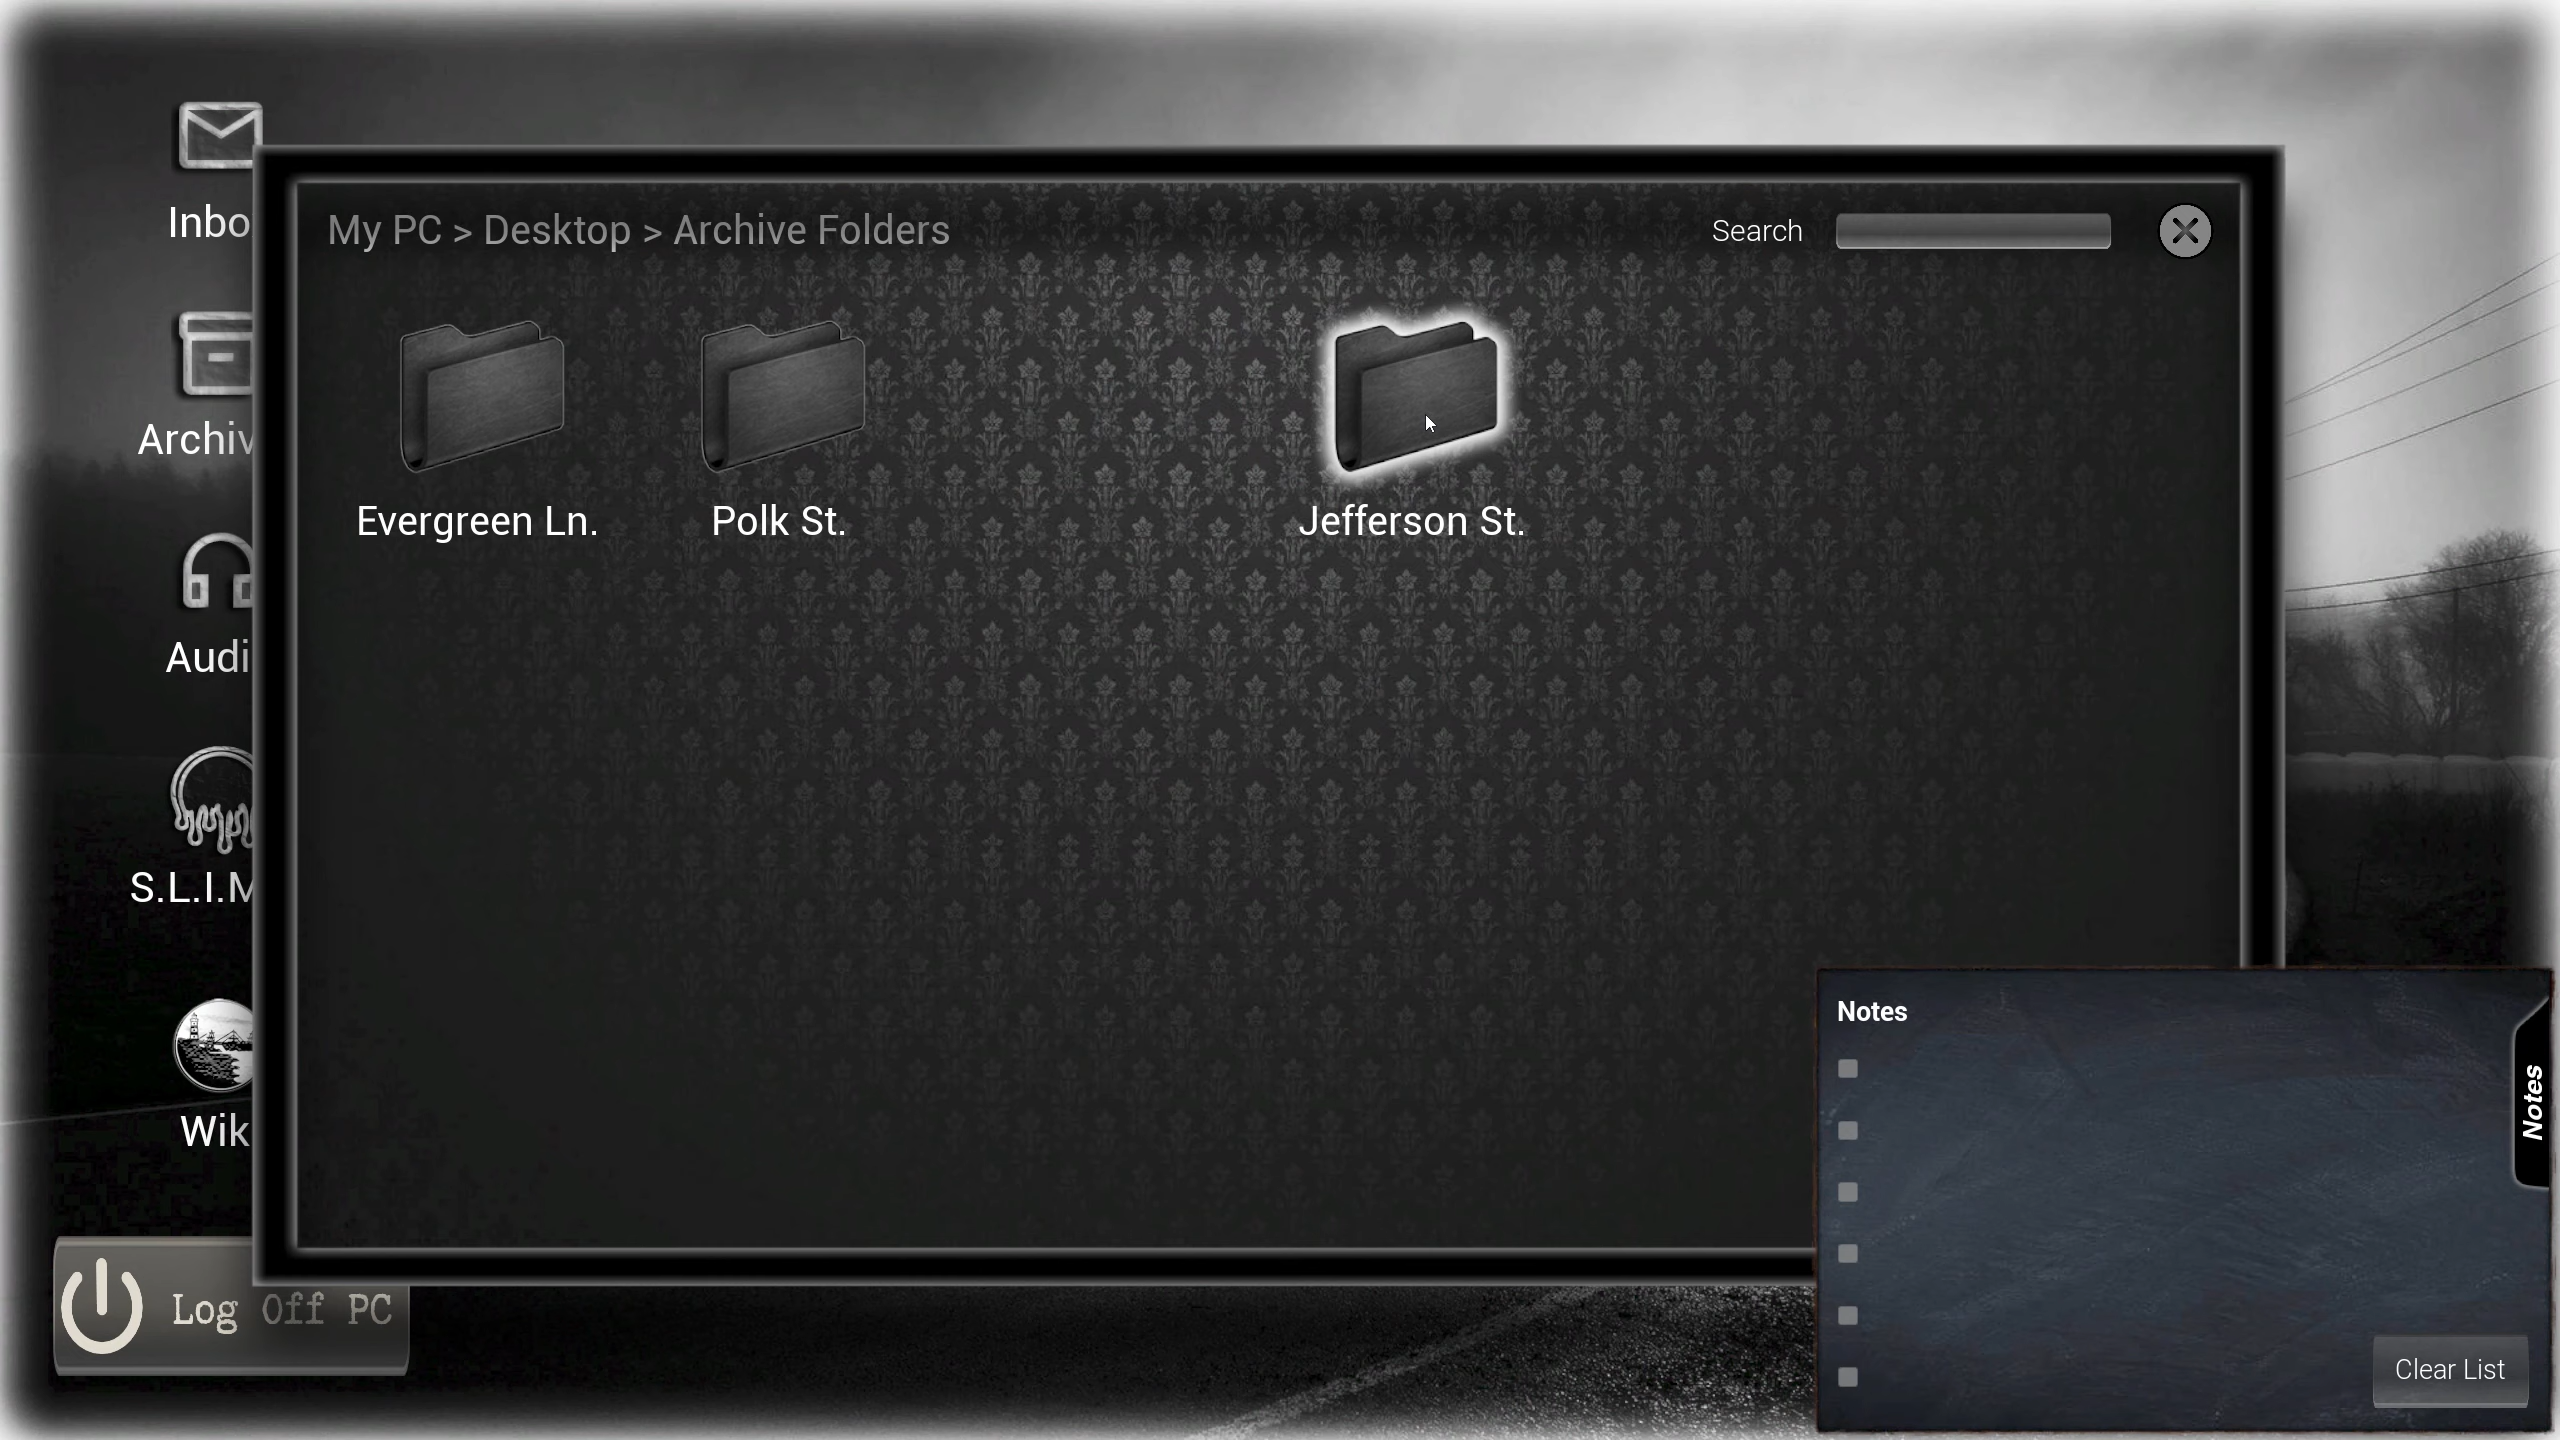 My PC > Desktop > Archive Folders
Search
Evergreen Ln.
Polk St.
Jefferson St.
Inbo
Archiv
Audi
S.L.I.M
Wik
Log Off PC
Notes
Notes
Clear List